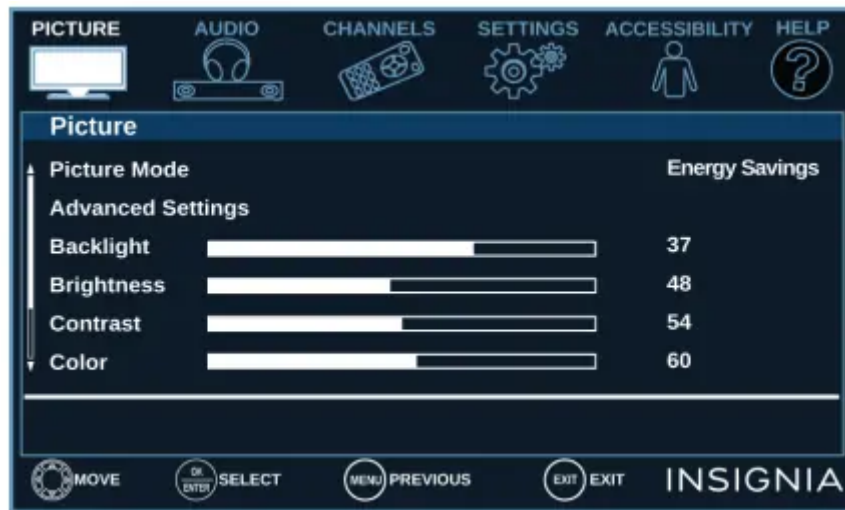 PICTURE AUDIO CHANNELS SETTINGS ACCESSIBILITY HELP
?
Picture
Picture Mode Energy Savings
Advanced Settings
Backlight 37
Brightness 48
Contrast 54
Color 60
MOVE OK ENTER SELECT MENU PREVIOUS EXIT EXIT INSIGNIA